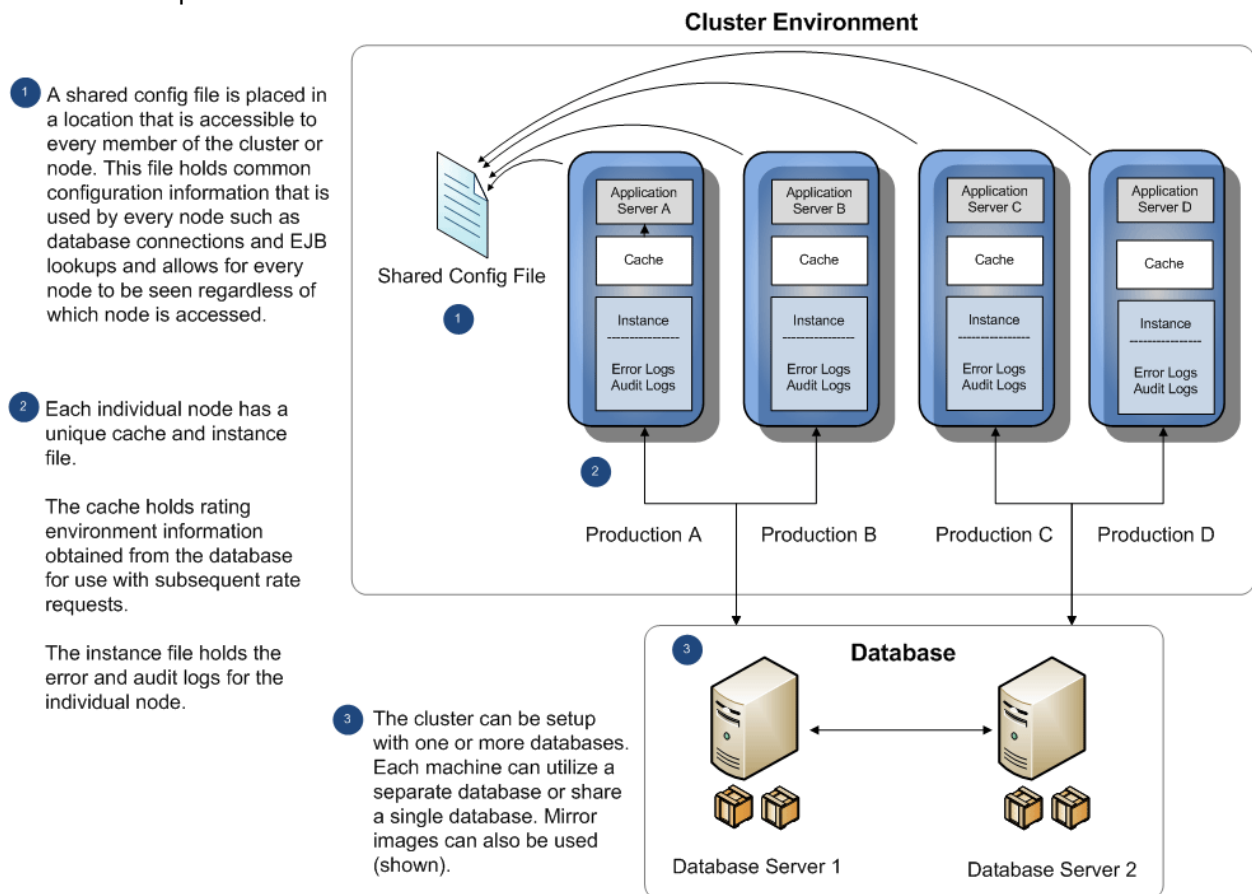 Cluster Environment
1
A shared config file is placed in
a location that is accessible to
every member of the cluster or
node. This file holds common
configuration information that is
used by every node such as
database connections and EJB
lookups and allows for every
node to be seen regardless of
which node is accessed.
2
Each individual node has a
unique cache and instance
file.
The cache holds rating
environment information
obtained from the database
for use with subsequent rate
requests.
The instance file holds the
error and audit logs for the
individual node.
Shared Config File
1
Application
Server A
Cache
Instance
--------------------
Error Logs
Audit Logs
Application
Server B
Cache
Instance
--------------------
Error Logs
Audit Logs
Application
Server C
Cache
Instance
--------------------
Error Logs
Audit Logs
Application
Server D
Cache
Instance
--------------------
Error Logs
Audit Logs
2
Production A
Production B
Production C
Production D
3
The cluster can be setup
with one or more databases.
Each machine can utilize a
separate database or share
a single database. Mirror
images can also be used
(shown).
3
Database
Database Server 1
Database Server 2